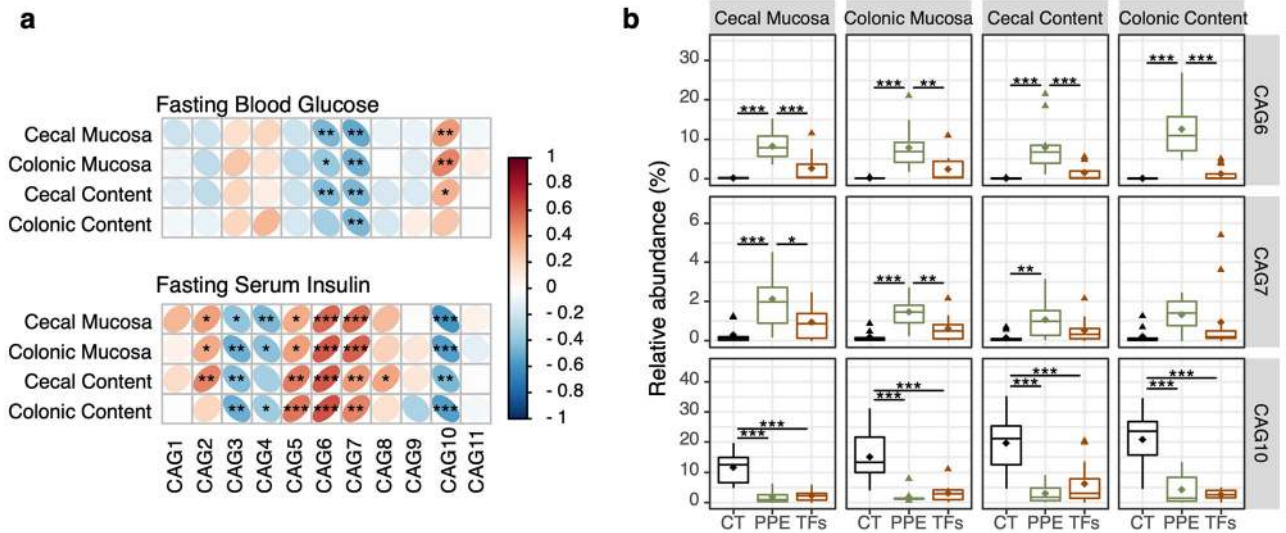 a
Fasting Blood Glucose
Cecal Mucosa
** ** **
Colonic Mucosa
* ** **
Cecal Content
** ** *
Colonic Content
**
Fasting Serum Insulin
Cecal Mucosa
* * ** * *** *** ***
Colonic Mucosa
* ** * * *** *** ***
Cecal Content
** ** ** *** ** * **
Colonic Content
** * *** *** ** ***
CAG1 CAG2 CAG3 CAG4 CAG5 CAG6 CAG7 CAG8 CAG9 CAG10 CAG11
1
0.8
0.6
0.4
0.2
0
- 0.2
- 0.4
- 0.6
- 0.8
- 1
b
Cecal Mucosa Colonic Mucosa Cecal Content Colonic Content
Relative abundance (%)
30
20
10
0
*** ***
*** **
*** ***
*** ***
CAG6
6
4
2
0
*** *
*** **
**
CAG7
40
30
20
10
0
***
***
***
***
***
***
***
***
CAG10
CT PPE TFs CT PPE TFs CT PPE TFs CT PPE TFs